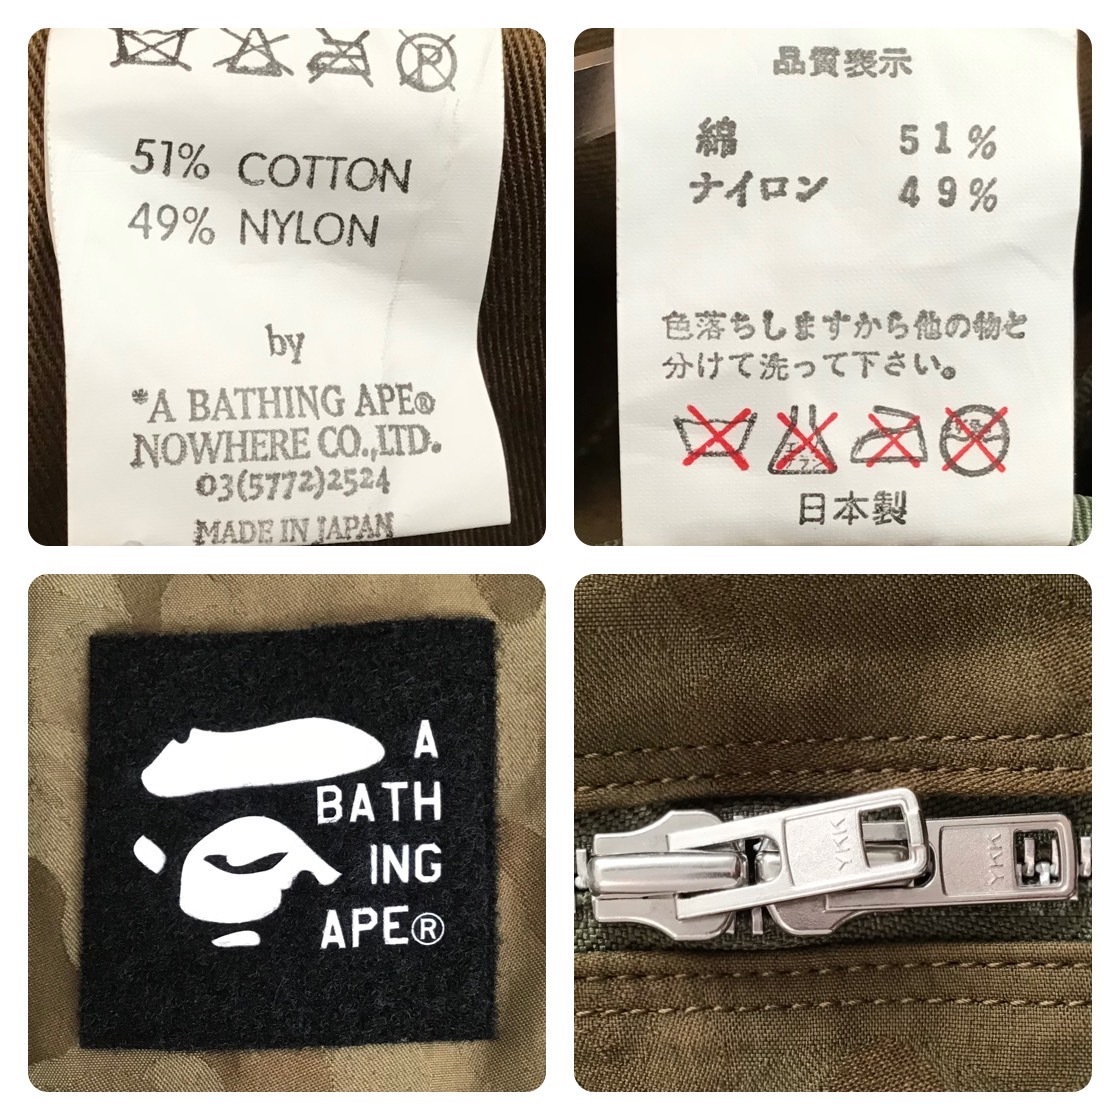 51% COTTON
49% NYLON
by
*A BATHING APE®
NOWHERE CO.,LTD.
03(5772)2524
MADE IN JAPAN
品質表示
綿 51%
ナイロン 49%
色落ちしますから他の物と
分けて洗って下さい。
日本製
A
BATH
ING
APE®
YKK
YKK